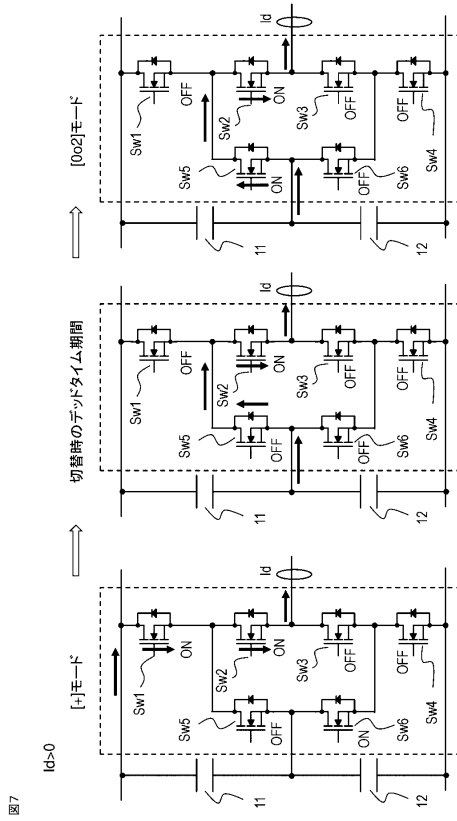 図7
Id>0
[+]モード
切替時のデッドタイム期間
[0o2]モード
11
12
Sw1
ON
Sw5
OFF
Sw2
ON
Id
Sw3
OFF
Sw6
ON
Sw4
OFF
11
12
Sw1
OFF
Sw5
OFF
Sw2
ON
Id
Sw3
OFF
Sw6
OFF
Sw4
OFF
11
12
Sw1
OFF
Sw5
ON
Sw2
ON
Id
Sw3
OFF
Sw6
OFF
Sw4
OFF